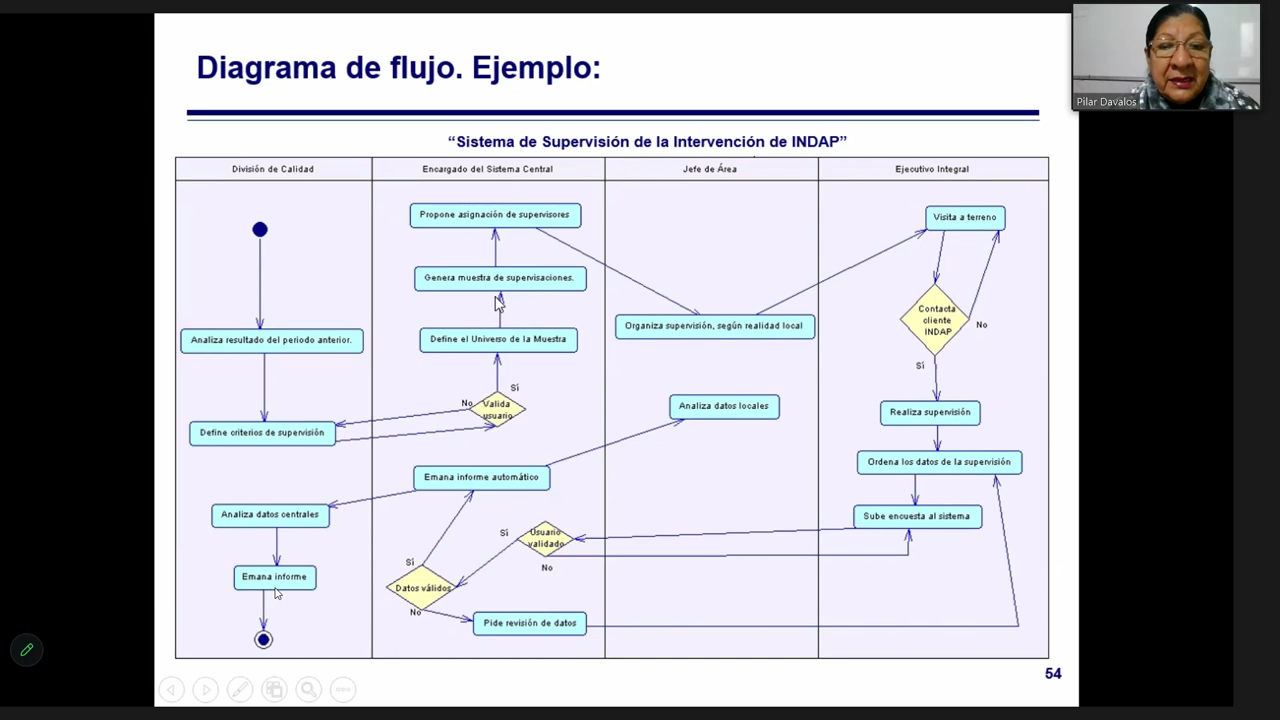 Diagrama de flujo. Ejemplo:
Pilar Davalos
“Sistema de Supervisión de la Intervención de INDAP”
División de Calidad
Encargado del Sistema Central
Jefe de Área
Ejecutivo Integral
Propone asignación de supervisores
Visita a terreno
Genera muestra de supervisaciones.
Contacta
cliente
INDAP
No
Organiza supervisión, según realidad local
Analiza resultado del periodo anterior.
Define el Universo de la Muestra
Sí
Sí
No
Valida
usuario
Analiza datos locales
Realiza supervisión
Define criterios de supervisión
Ordena los datos de la supervisión
Emana informe automático
Analiza datos centrales
Sube encuesta al sistema
Sí
Usuario
validado
No
Sí
Emana informe
Datos válidos
No
Pide revisión de datos
54